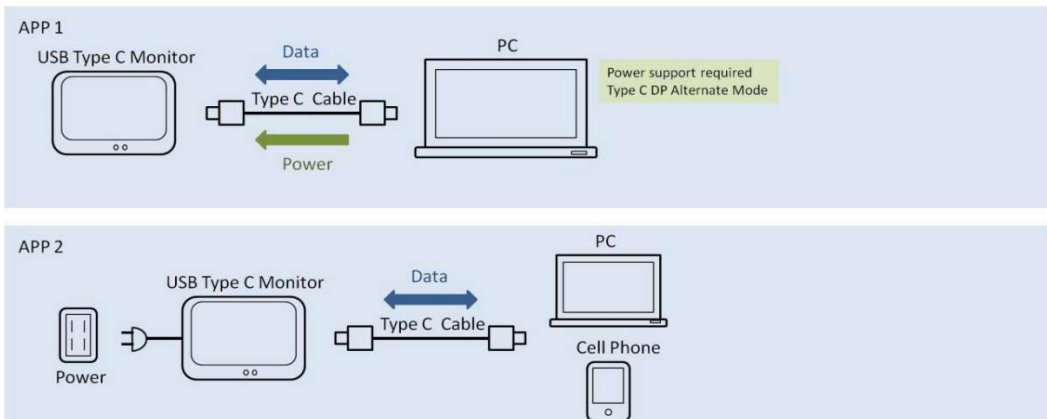 APP 1
USB Type C Monitor
Data
Type C Cable
Power
PC
Power support required
Type C DP Alternate Mode
APP 2
Power
USB Type C Monitor
Data
Type C Cable
PC
Cell Phone